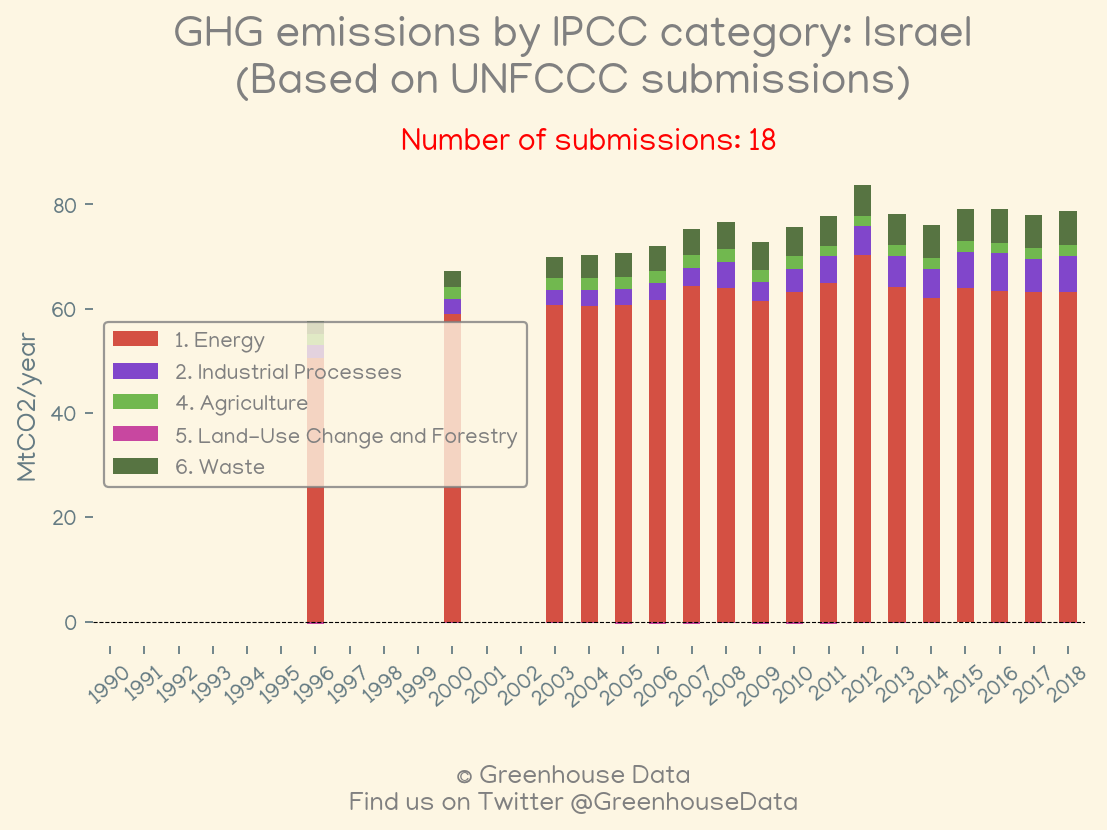 GHG emissions by IPCC category: Israel
(Based on UNFCCC submissions)
Number of submissions: 18
80
60
40
20
0
MtCO2/year
1. Energy
2. Industrial Processes
4. Agriculture
5. Land-Use Change and Forestry
6. Waste
1990 1991 1992 1993 1994 1995 1996 1997 1998 1999 2000 2001 2002 2003 2004 2005 2006 2007 2008 2009 2010 2011 2012 2013 2014 2015 2016 2017 2018
© Greenhouse Data
Find us on Twitter @GreenhouseData